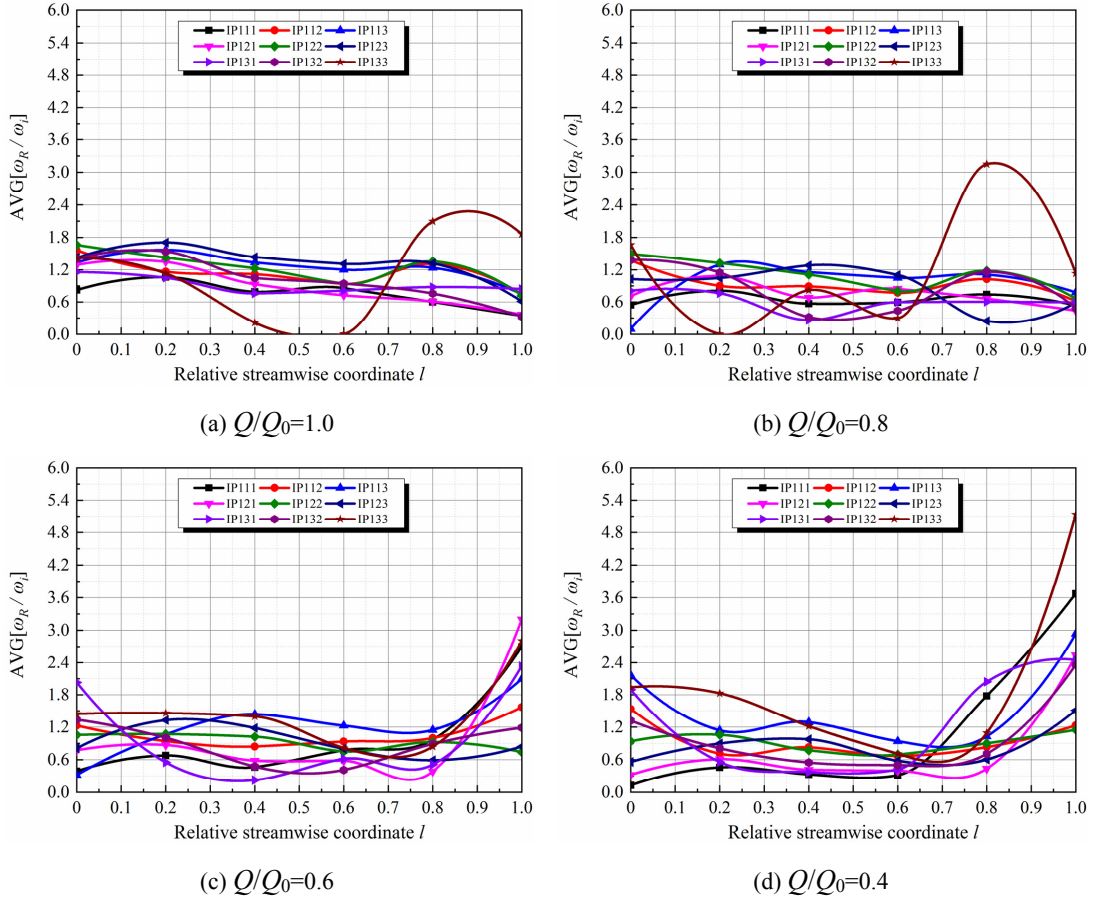 6.0
5.4
4.8
4.2
3.6
3.0
2.4
1.8
1.2
0.6
0.0
AVG[ω_R / ω_i]
IP111 IP112 IP113
IP121 IP122 IP123
IP131 IP132 IP133
0 0.1 0.2 0.3 0.4 0.5 0.6 0.7 0.8 0.9 1.0
Relative streamwise coordinate l
(a) Q/Q0=1.0
6.0
5.4
4.8
4.2
3.6
3.0
2.4
1.8
1.2
0.6
0.0
AVG[ω_R / ω_i]
IP111 IP112 IP113
IP121 IP122 IP123
IP131 IP132 IP133
0 0.1 0.2 0.3 0.4 0.5 0.6 0.7 0.8 0.9 1.0
Relative streamwise coordinate l
(b) Q/Q0=0.8
6.0
5.4
4.8
4.2
3.6
3.0
2.4
1.8
1.2
0.6
0.0
AVG[ω_R / ω_i]
IP111 IP112 IP113
IP121 IP122 IP123
IP131 IP132 IP133
0 0.1 0.2 0.3 0.4 0.5 0.6 0.7 0.8 0.9 1.0
Relative streamwise coordinate l
(c) Q/Q0=0.6
6.0
5.4
4.8
4.2
3.6
3.0
2.4
1.8
1.2
0.6
0.0
AVG[ω_R / ω_i]
IP111 IP112 IP113
IP121 IP122 IP123
IP131 IP132 IP133
0 0.1 0.2 0.3 0.4 0.5 0.6 0.7 0.8 0.9 1.0
Relative streamwise coordinate l
(d) Q/Q0=0.4